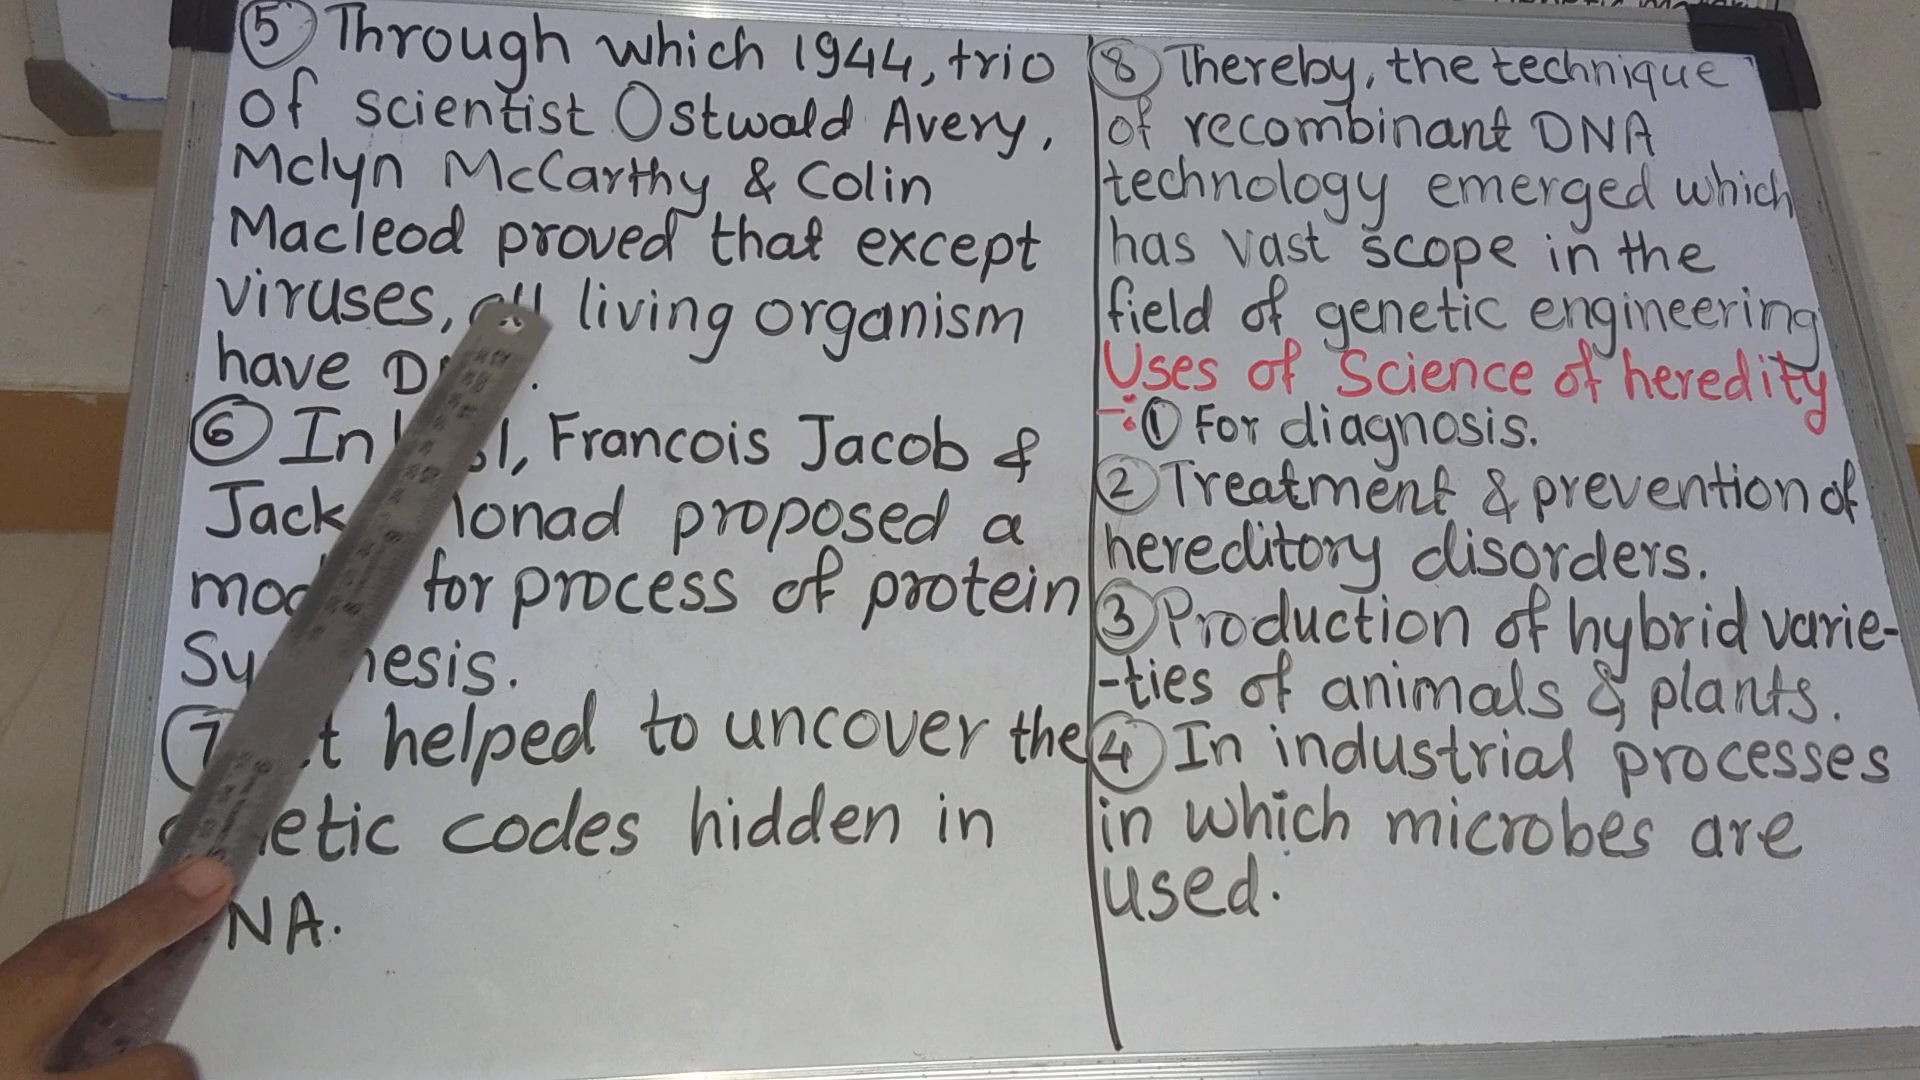 ⑤ Through which 1944, trio
of scientist Ostwald Avery,
Mclyn McCarthy & Colin
Macleod proved that except
viruses, all living organism
have
⑥ In Francois Jacob &
Jack proposed a
for process of protein

⑦ helped to uncover the
codes hidden in

⑧ Thereby, the technique
of recombinant DNA
technology emerged which
has vast scope in the
field of genetic engineering
Uses of Science of heredity
-: ① For diagnosis.
② Treatment & prevention of
hereditory disorders.
③ Production of hybrid varie-
-ties of animals & plants.
④ In industrial processes
in which microbes are
used.